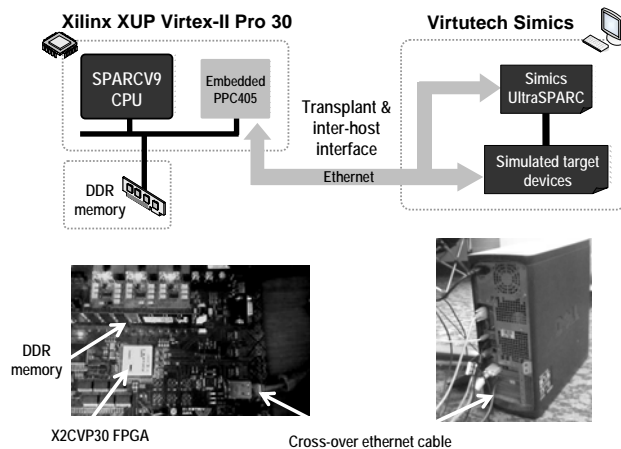 Xilinx XUP Virtex-II Pro 30
Virtutech Simics
SPARCV9
CPU
Embedded
PPC405
Transplant &
inter-host
interface
Ethernet
Simics
UltraSPARC
Simulated target
devices
DDR
memory
DDR
memory
X2CVP30 FPGA
Cross-over ethernet cable